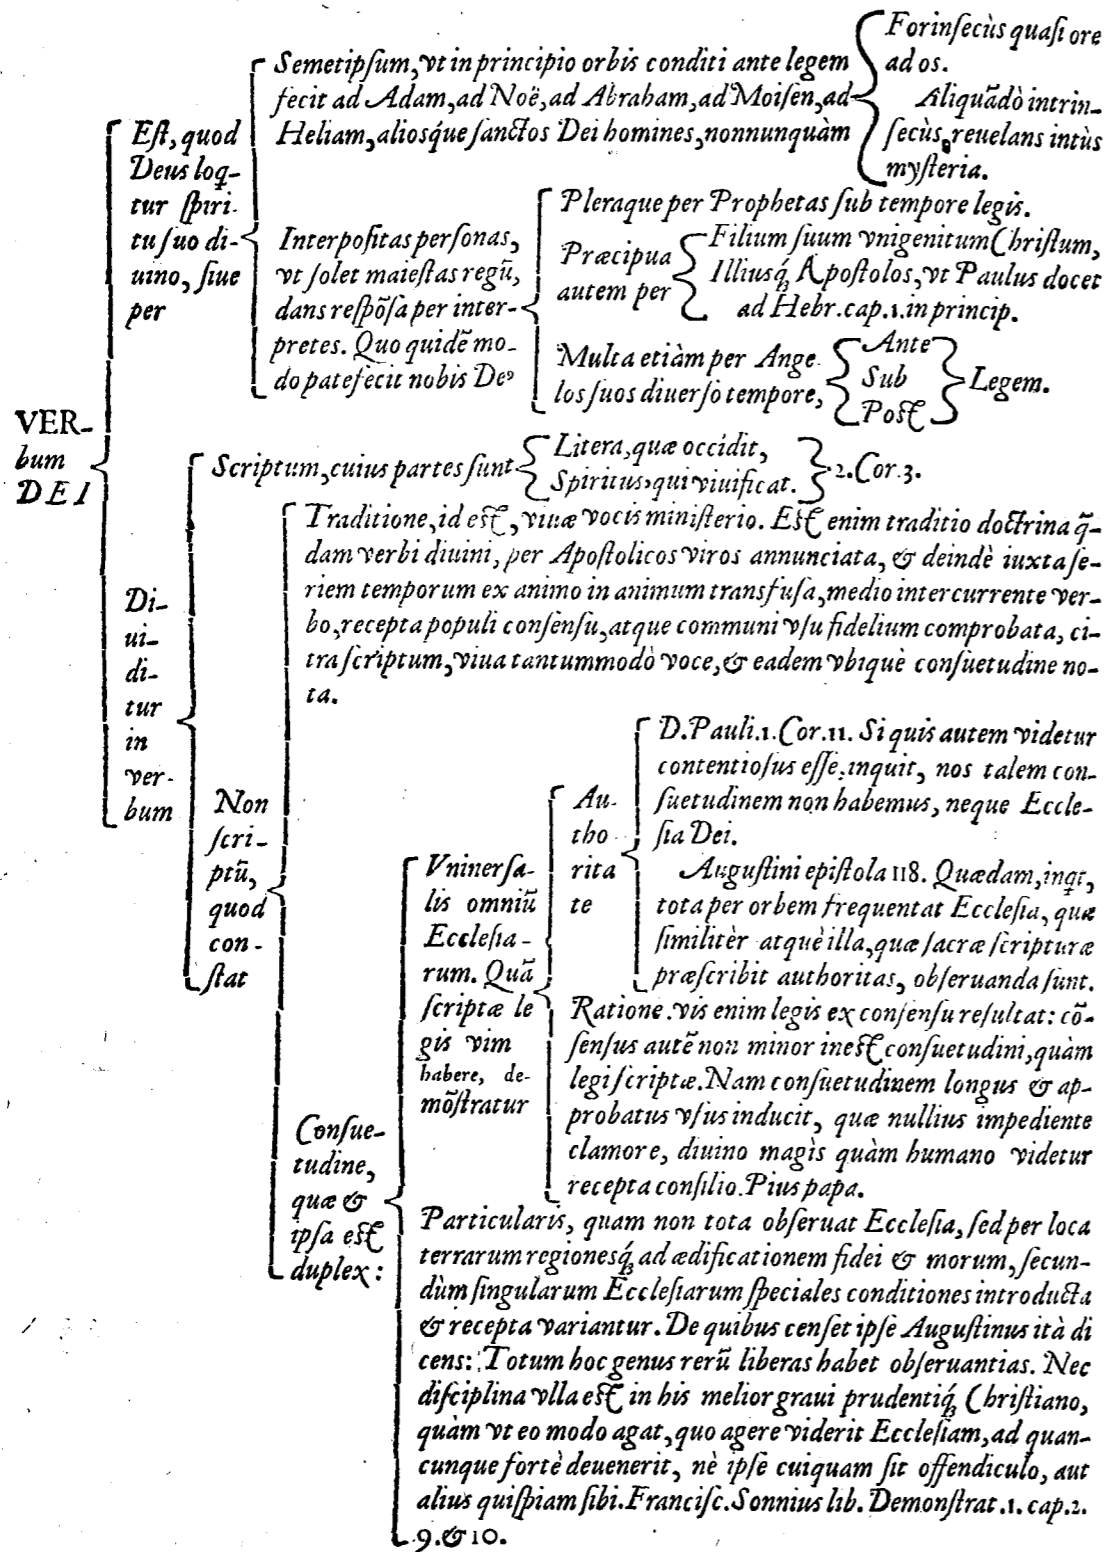 VER-
bum
DEI
Est, quod
Deus loq̃-
tur spiri-
tu suo di-
uino, siue
per
Semetipsum, vt in principio orbis conditi ante legem
fecit ad Adam, ad Noë, ad Abraham, ad Moisen, ad
Heliam, aliosq́ue sanctos Dei homines, nonnunquàm
Forinsecùs quasi ore
ad os.
Aliquãdò intrin-
secùs, reuelans intùs
mysteria.
Interpositas personas,
vt solet maiestas regũ,
dans respõsa per inter-
pretes. Quo quidẽ mo-
do patefecit nobis De⁹
Pleraque per Prophetas sub tempore legis.
Præcipua
autem per
Filium suum vnigenitum Christum,
Illiusq́; Apostolos, vt Paulus docet
ad Hebr. cap. 1. in princip.
Multa etiàm per Ange
los suos diuerso tempore,
Ante
Sub
Post
Legem.
Di-
ui-
di-
tur
in
ver-
bum
Scriptum, cuius partes sunt
Litera, quæ occidit,
Spiritus, qui viuificat.
2. Cor. 3.
Non
scri-
ptũ,
quod
con-
stat
Traditione, id est, viuæ vocis ministerio. Est enim traditio doctrina q̃-
dam verbi diuini, per Apostolicos viros annunciata, & deindè iuxta se-
riem temporum ex animo in animum transfusa, medio intercurrente ver-
bo, recepta populi consensu, atque communi vsu fidelium comprobata, ci-
tra scriptum, viua tantummodò voce, & eadem vbiquè consuetudine no-
ta.
Consue-
tudine,
quæ &
ipsa est
duplex:
Vniuersa-
lis omniũ
Ecclesia-
rum. Quã
scriptæ le
gis vim
habere, de-
mõstratur
Au-
tho
rita
te
D. Pauli. 1. Cor. 11. Si quis autem videtur
contentiosus esse, inquit, nos talem con-
suetudinem non habemus, neque Eccle-
sia Dei.
Augustini epistola 118. Quædam, inqt,
tota per orbem frequentat Ecclesia, quæ
similitèr atquè illa, quæ sacræ scripturæ
præscribit authoritas, obseruanda sunt.
Ratione. vis enim legis ex consensu resultat: cõ-
sensus autẽ non minor inest consuetudini, quàm
legi scriptæ. Nam consuetudinem longus & ap-
probatus vsus inducit, quæ nullius impediente
clamore, diuino magìs quàm humano videtur
recepta consilio. Pius papa.
Particularis, quam non tota obseruat Ecclesia, sed per loca
terrarum regionesq́; ad ædificationem fidei & morum, secun-
dùm singularum Ecclesiarum speciales conditiones introducta
& recepta variantur. De quibus censet ipse Augustinus ità di
cens: Totum hoc genus rerũ liberas habet obseruantias. Nec
disciplina vlla est in his melior graui prudentiq́; Christiano,
quàm vt eo modo agat, quo agere viderit Ecclesiam, ad quan-
cunque fortè deuenerit, nè ipse cuiquam sit offendiculo, aut
alius quispiam sibi. Francisc. Sonnius lib. Demonstrat. 1. cap. 2.
9. & 10.